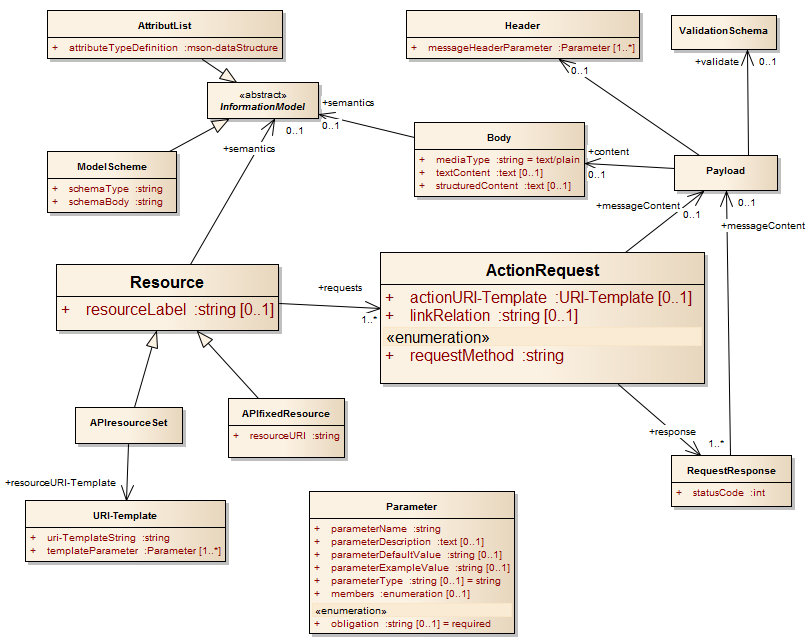 AttributList
+ attributeTypeDefinition :mson-dataStructure
Header
+ messageHeaderParameter :Parameter [1..*]
ValidationSchema
+validate
0..1
0..1
«abstract»
InformationModel
+semantics
0..1
0..1
+semantics
Body
+ mediaType :string = text/plain
+ textContent :text [0..1]
+ structuredContent :text [0..1]
+content
0..1
Payload
ModelScheme
+ schemaType :string
+ schemaBody :string
+messageContent
0..1
0..1
+messageContent
Resource
+ resourceLabel :string [0..1]
+requests
1..*
ActionRequest
+ actionURI-Template :URI-Template [0..1]
+ linkRelation :string [0..1]
«enumeration»
+ requestMethod :string
APIresourceSet
APIfixedResource
+ resourceURI :string
+response
1..*
RequestResponse
+ statusCode :int
+resourceURI-Template
URI-Template
+ uri-TemplateString :string
+ templateParameter :Parameter [1..*]
Parameter
+ parameterName :string
+ parameterDescription :text [0..1]
+ parameterDefaultValue :string [0..1]
+ parameterExampleValue :string [0..1]
+ parameterType :string [0..1] = string
+ members :enumeration [0..1]
«enumeration»
+ obligation :string [0..1] = required